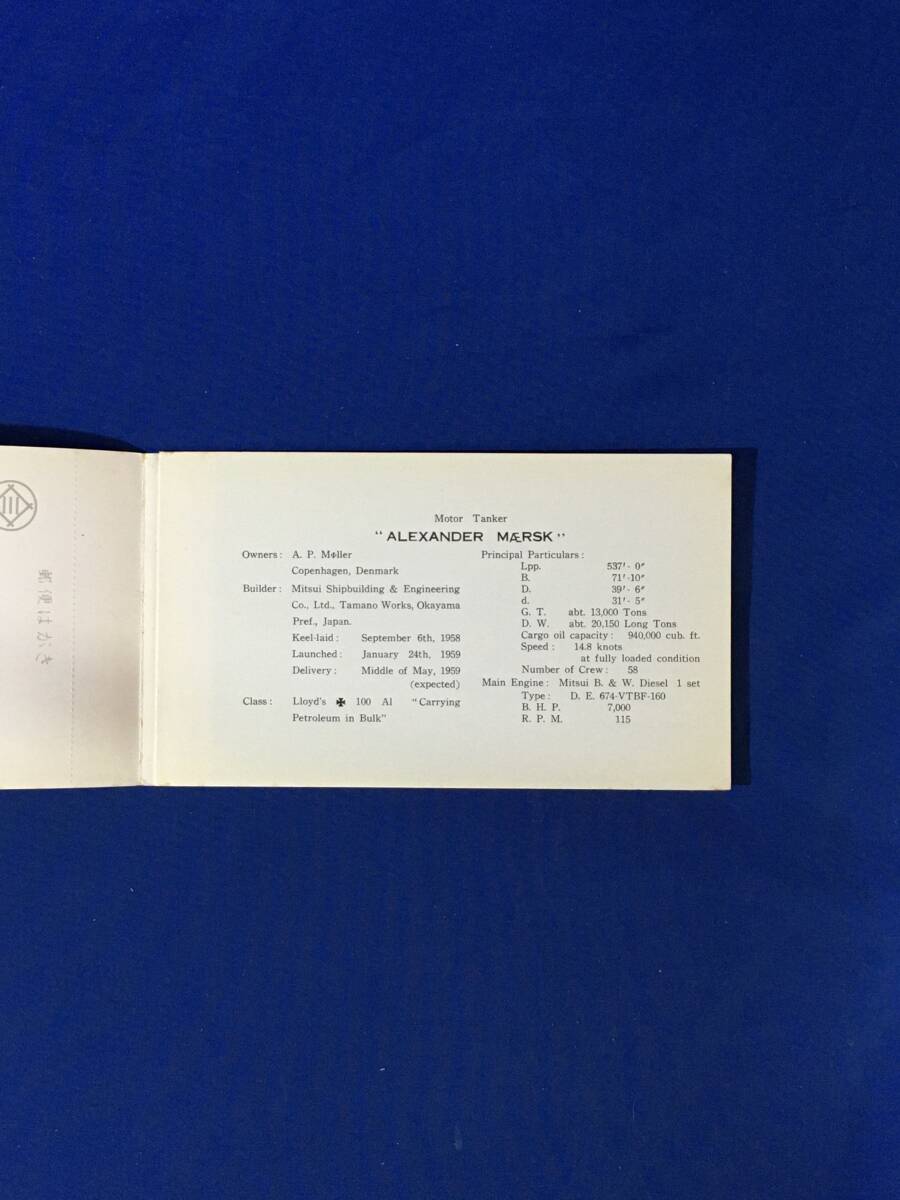 郵便はがき
Motor Tanker
"ALEXANDER MÆRSK"
Owners: A. P. Mφller
Copenhagen, Denmark
Builder: Mitsui Shipbuilding & Engineering
Co., Ltd., Tamano Works, Okayama
Pref., Japan.
Keel-laid: September 6th, 1958
Launched: January 24th, 1959
Delivery: Middle of May, 1959
(expected)
Class: Lloyd's ✠ 100 Al "Carrying
Petroleum in Bulk"
Principal Particulars:
Lpp. 537'- 0"
B. 71'-10"
D. 39'- 6"
d. 31'- 5"
G. T. abt. 13,000 Tons
D. W. abt. 20,150 Long Tons
Cargo oil capacity: 940,000 cub. ft.
Speed: 14.8 knots
at fully loaded condition
Number of Crew: 58
Main Engine: Mitsui B. & W. Diesel 1 set
Type: D. E. 674-VTBF-160
B. H. P. 7,000
R. P. M. 115